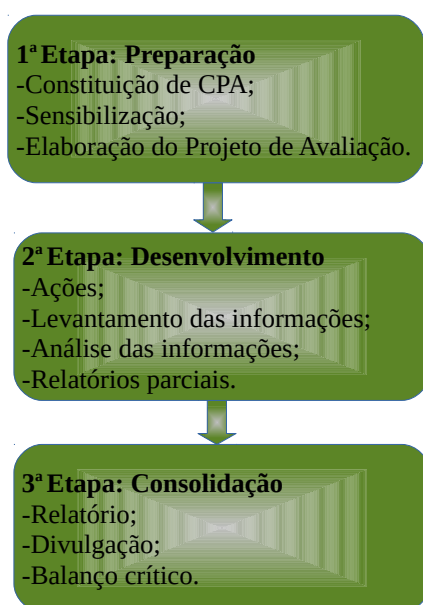 1ª Etapa: Preparação
-Constituição de CPA;
-Sensibilização;
-Elaboração do Projeto de Avaliação.
2ª Etapa: Desenvolvimento
-Ações;
-Levantamento das informações;
-Análise das informações;
-Relatórios parciais.
3ª Etapa: Consolidação
-Relatório;
-Divulgação;
-Balanço crítico.